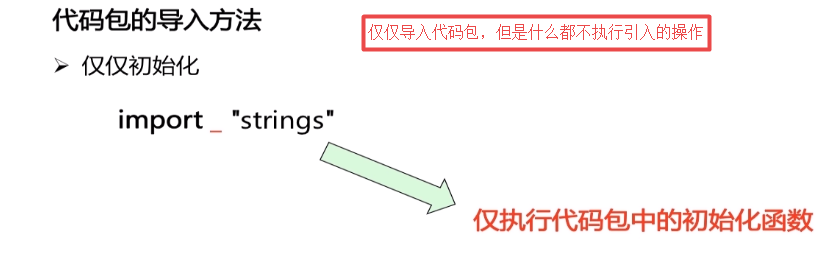 代码包的导入方法
仅仅导入代码包，但是什么都不执行引入的操作
➢ 仅仅初始化
import _ "strings"
仅执行代码包中的初始化函数